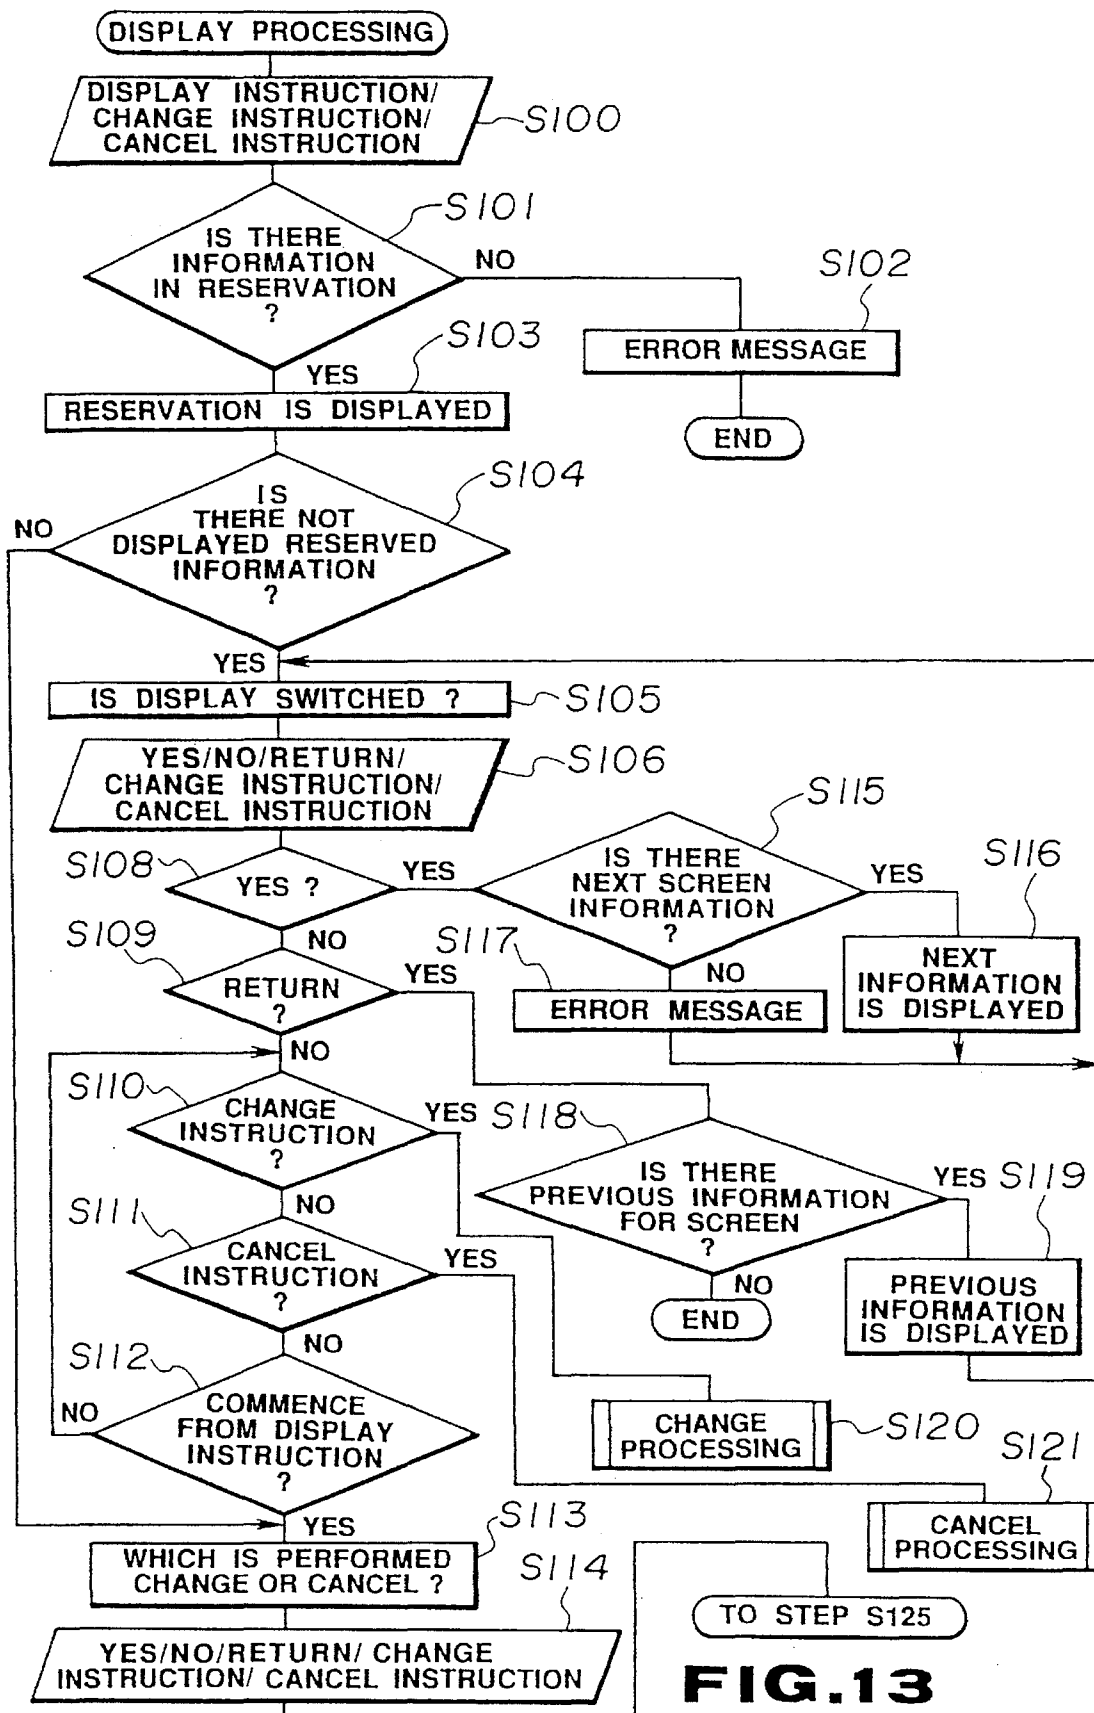 DISPLAY PROCESSING
DISPLAY INSTRUCTION/
CHANGE INSTRUCTION/
CANCEL INSTRUCTION
S100
S101
IS THERE
INFORMATION
IN RESERVATION
?
NO
S102
ERROR MESSAGE
END
YES
S103
RESERVATION IS DISPLAYED
S104
IS
THERE NOT
DISPLAYED RESERVED
INFORMATION
?
NO
YES
IS DISPLAY SWITCHED ?
S105
YES/NO/RETURN/
CHANGE INSTRUCTION/
CANCEL INSTRUCTION
S106
S108
YES ?
YES
S115
IS THERE
NEXT SCREEN
INFORMATION
?
YES
S116
NEXT
INFORMATION
IS DISPLAYED
NO
S117
ERROR MESSAGE
NO
S109
RETURN
?
YES
NO
S110
CHANGE
INSTRUCTION
?
YES
S118
IS THERE
PREVIOUS INFORMATION
FOR SCREEN
?
YES
S119
PREVIOUS
INFORMATION
IS DISPLAYED
NO
END
NO
S111
CANCEL
INSTRUCTION
?
YES
NO
S112
COMMENCE
FROM DISPLAY
INSTRUCTION
?
NO
CHANGE
PROCESSING
S120
S121
CANCEL
PROCESSING
YES
S113
WHICH IS PERFORMED
CHANGE OR CANCEL ?
S114
YES/NO/RETURN/ CHANGE
INSTRUCTION/ CANCEL INSTRUCTION
TO STEP S125
FIG.13